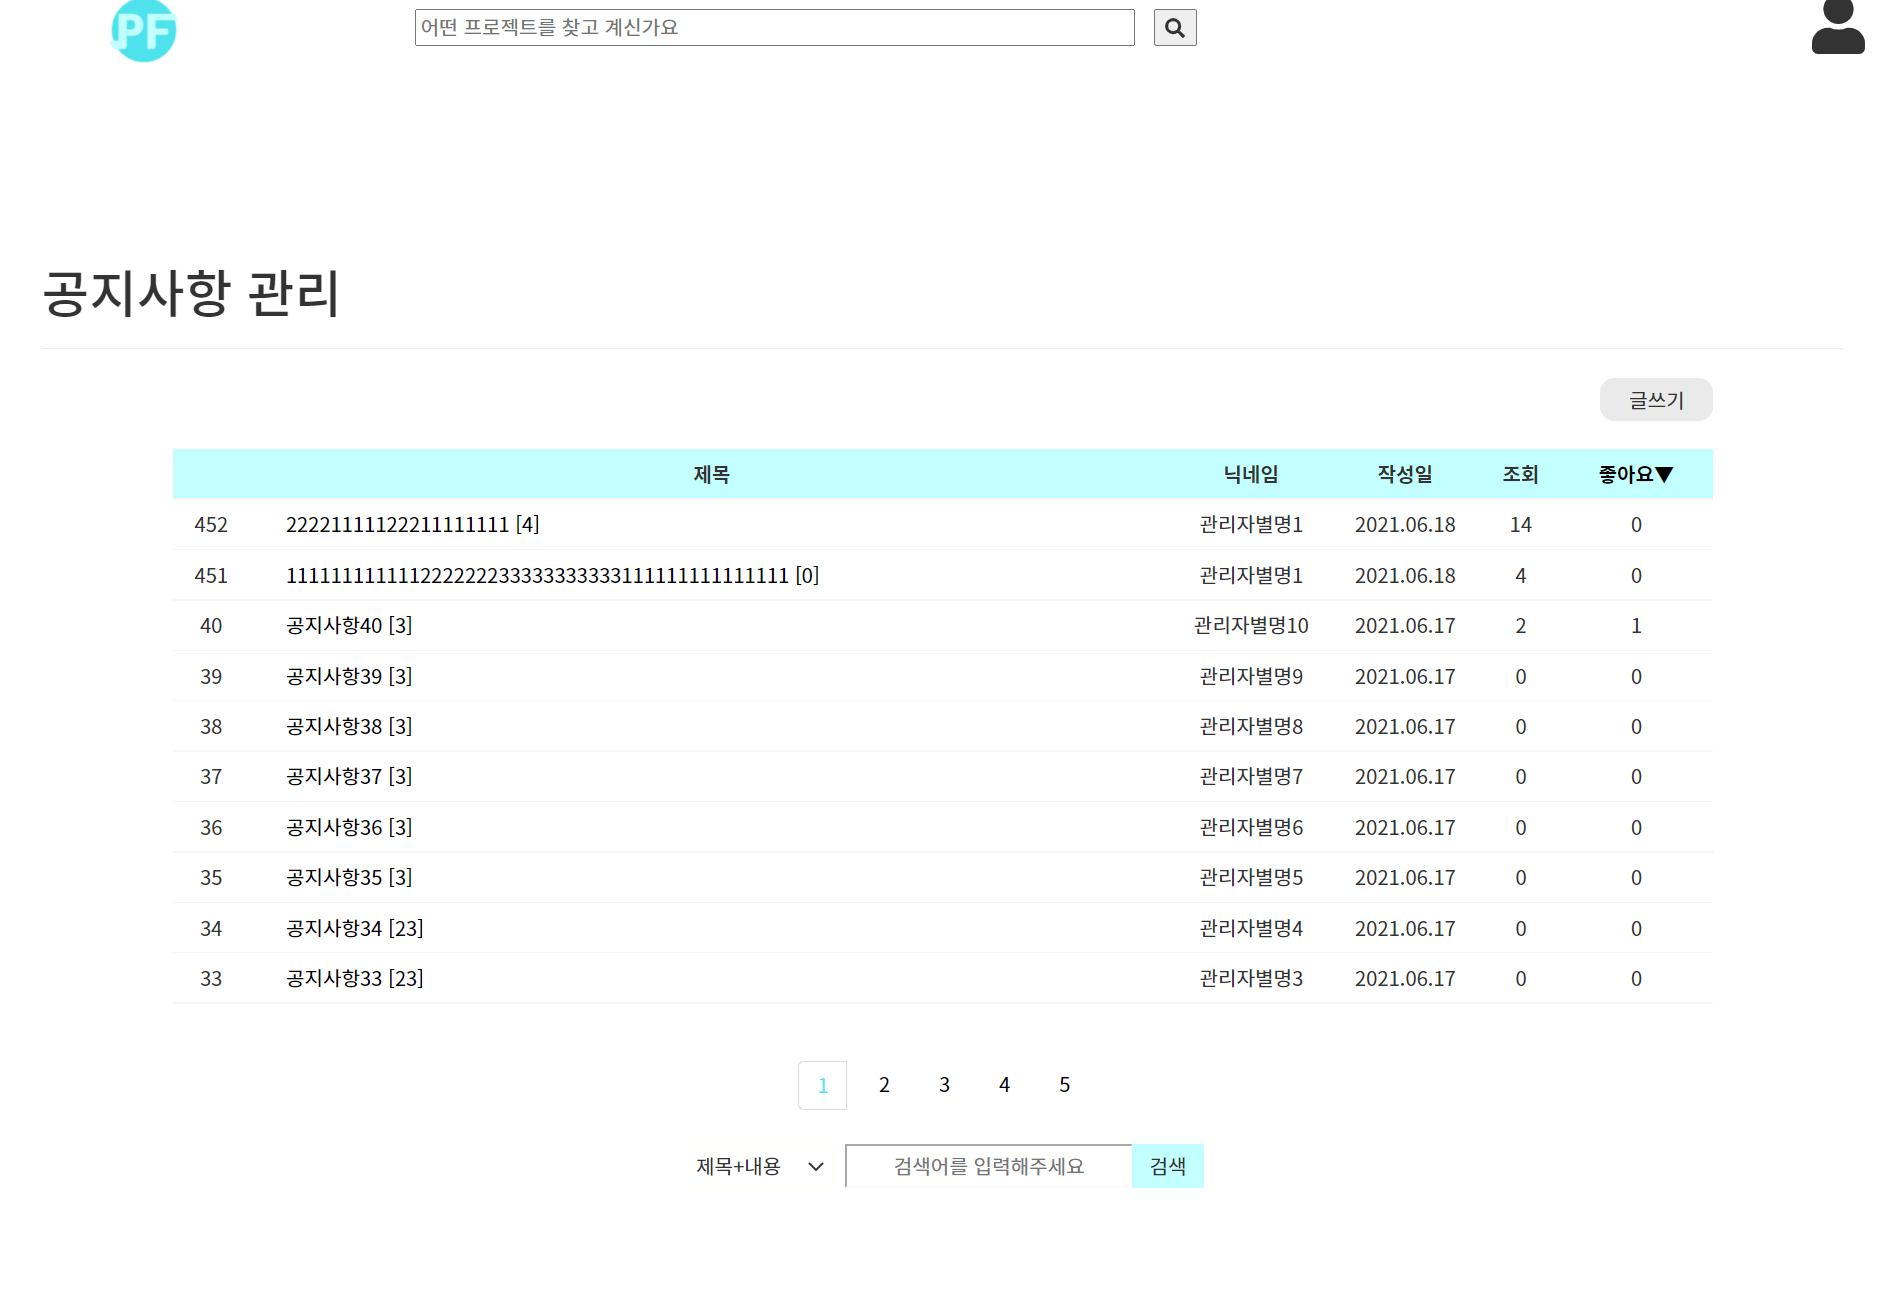 PF
어떤 프로젝트를 찾고 계신가요
공지사항 관리
글쓰기
제목 닉네임 작성일 조회 좋아요▼
452 22221111122211111111 [4] 관리자별명1 2021.06.18 14 0
451 111111111111222222233333333333111111111111111 [0] 관리자별명1 2021.06.18 4 0
40 공지사항40 [3] 관리자별명10 2021.06.17 2 1
39 공지사항39 [3] 관리자별명9 2021.06.17 0 0
38 공지사항38 [3] 관리자별명8 2021.06.17 0 0
37 공지사항37 [3] 관리자별명7 2021.06.17 0 0
36 공지사항36 [3] 관리자별명6 2021.06.17 0 0
35 공지사항35 [3] 관리자별명5 2021.06.17 0 0
34 공지사항34 [23] 관리자별명4 2021.06.17 0 0
33 공지사항33 [23] 관리자별명3 2021.06.17 0 0
1 2 3 4 5
제목+내용 검색어를 입력해주세요 검색